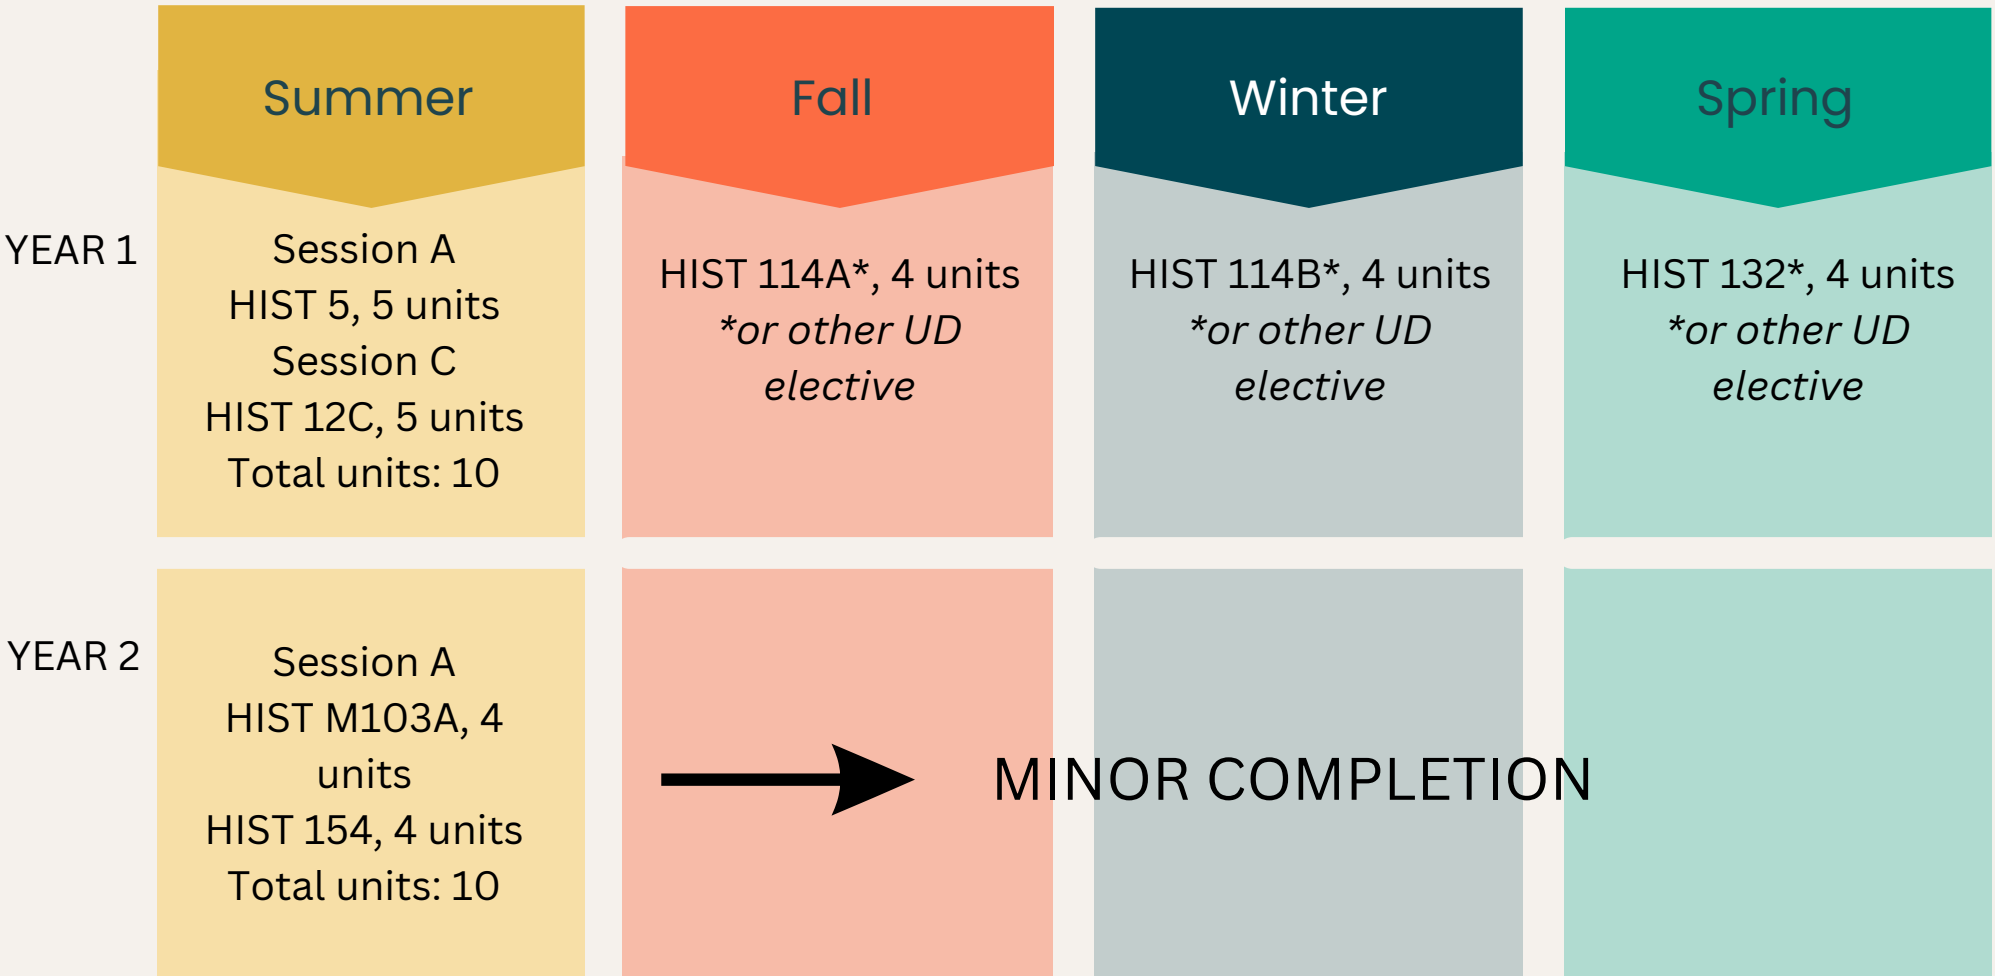 Summer
Fall
Winter
Spring
YEAR 1
Session A
HIST 5, 5 units
Session C
HIST 12C, 5 units
Total units: 10
HIST 114A*, 4 units
*or other UD
elective
HIST 114B*, 4 units
*or other UD
elective
HIST 132*, 4 units
*or other UD
elective
YEAR 2
Session A
HIST M103A, 4
units
HIST 154, 4 units
Total units: 10
MINOR COMPLETION